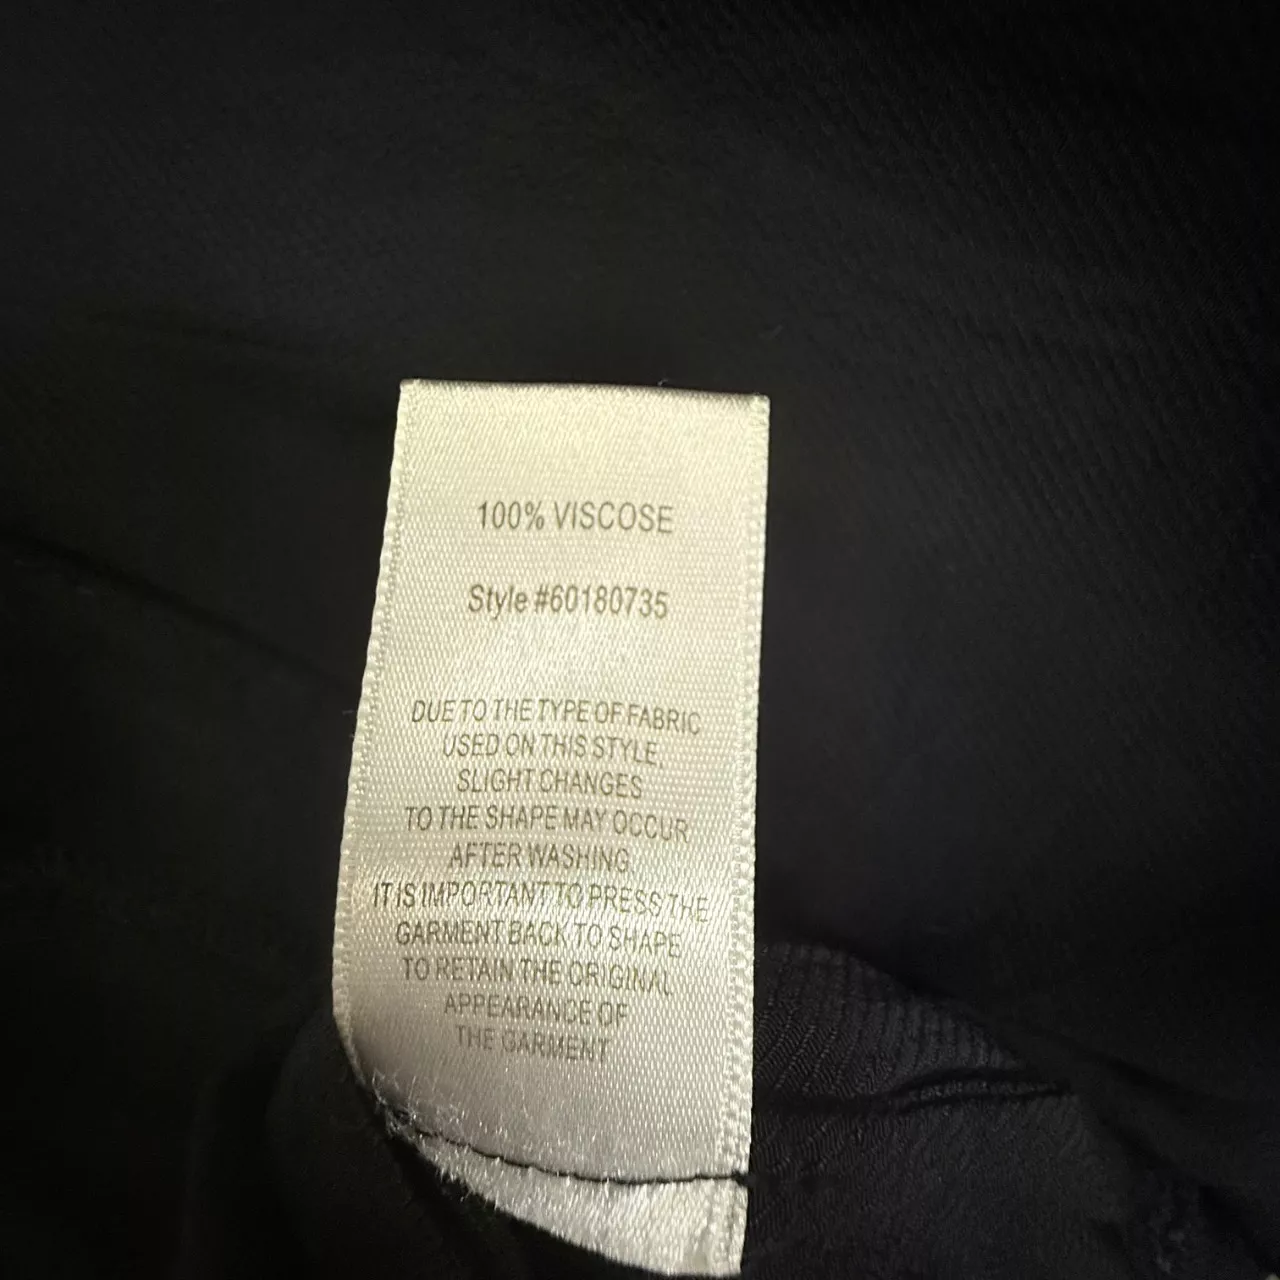 100% VISCOSE
Style #60180735
DUE TO THE TYPE OF FABRIC
USED ON THIS STYLE,
SLIGHT CHANGES
TO THE SHAPE MAY OCCUR
AFTER WASHING.
IT IS IMPORTANT TO PRESS THE
GARMENT BACK TO SHAPE
TO RETAIN THE ORIGINAL
APPEARANCE OF
THE GARMENT